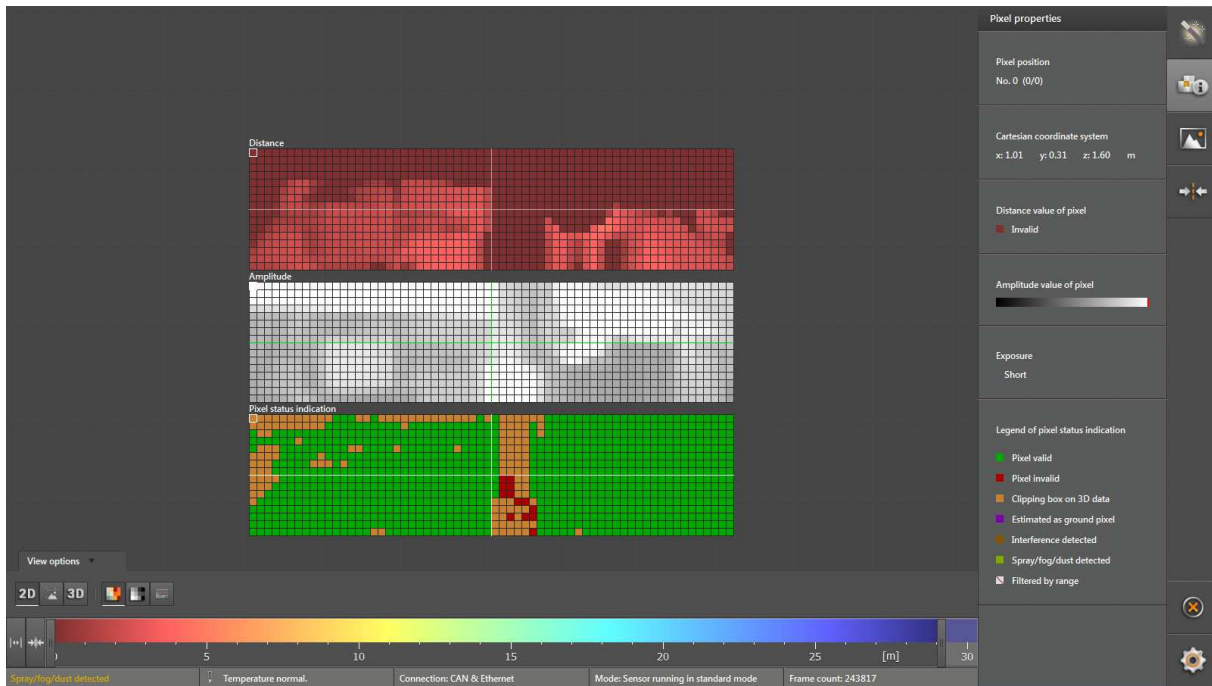 Pixel properties
Pixel position
No. 0 (0/0)
Cartesian coordinate system
x: 1.01 y: 0.31 z: 1.60 m
Distance value of pixel
Invalid
Amplitude value of pixel
Exposure
Short
Legend of pixel status indication
Pixel valid
Pixel invalid
Clipping box on 3D data
Estimated as ground pixel
Interference detected
Spray/fog/dust detected
Filtered by range
Distance
Amplitude
Pixel status indication
View options
2D 3D
5 10 15 20 25 [m] 30
Spray/fog/dust detected Temperature normal. Connection: CAN & Ethernet Mode: Sensor running in standard mode Frame count: 243817